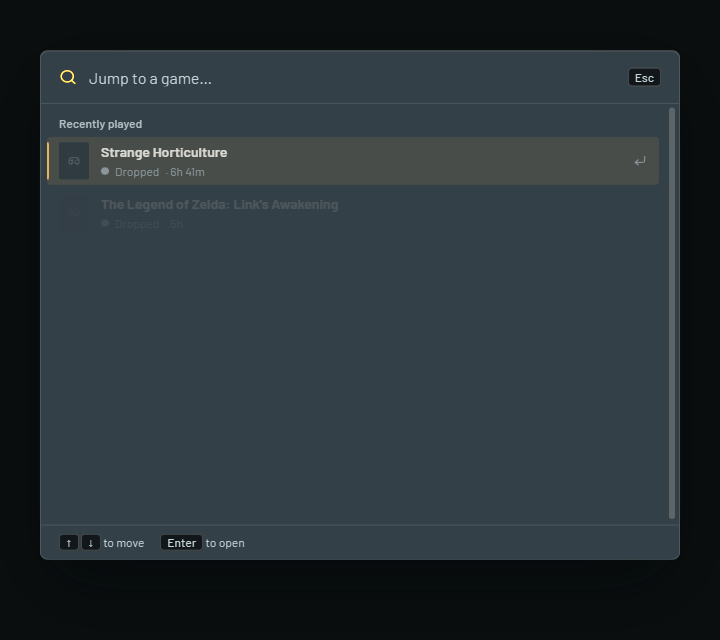 Jump to a game...
Esc
Recently played
Strange Horticulture
Dropped · 6h 41m
The Legend of Zelda: Link's Awakening
Dropped · 5h
↑ ↓ to move Enter to open